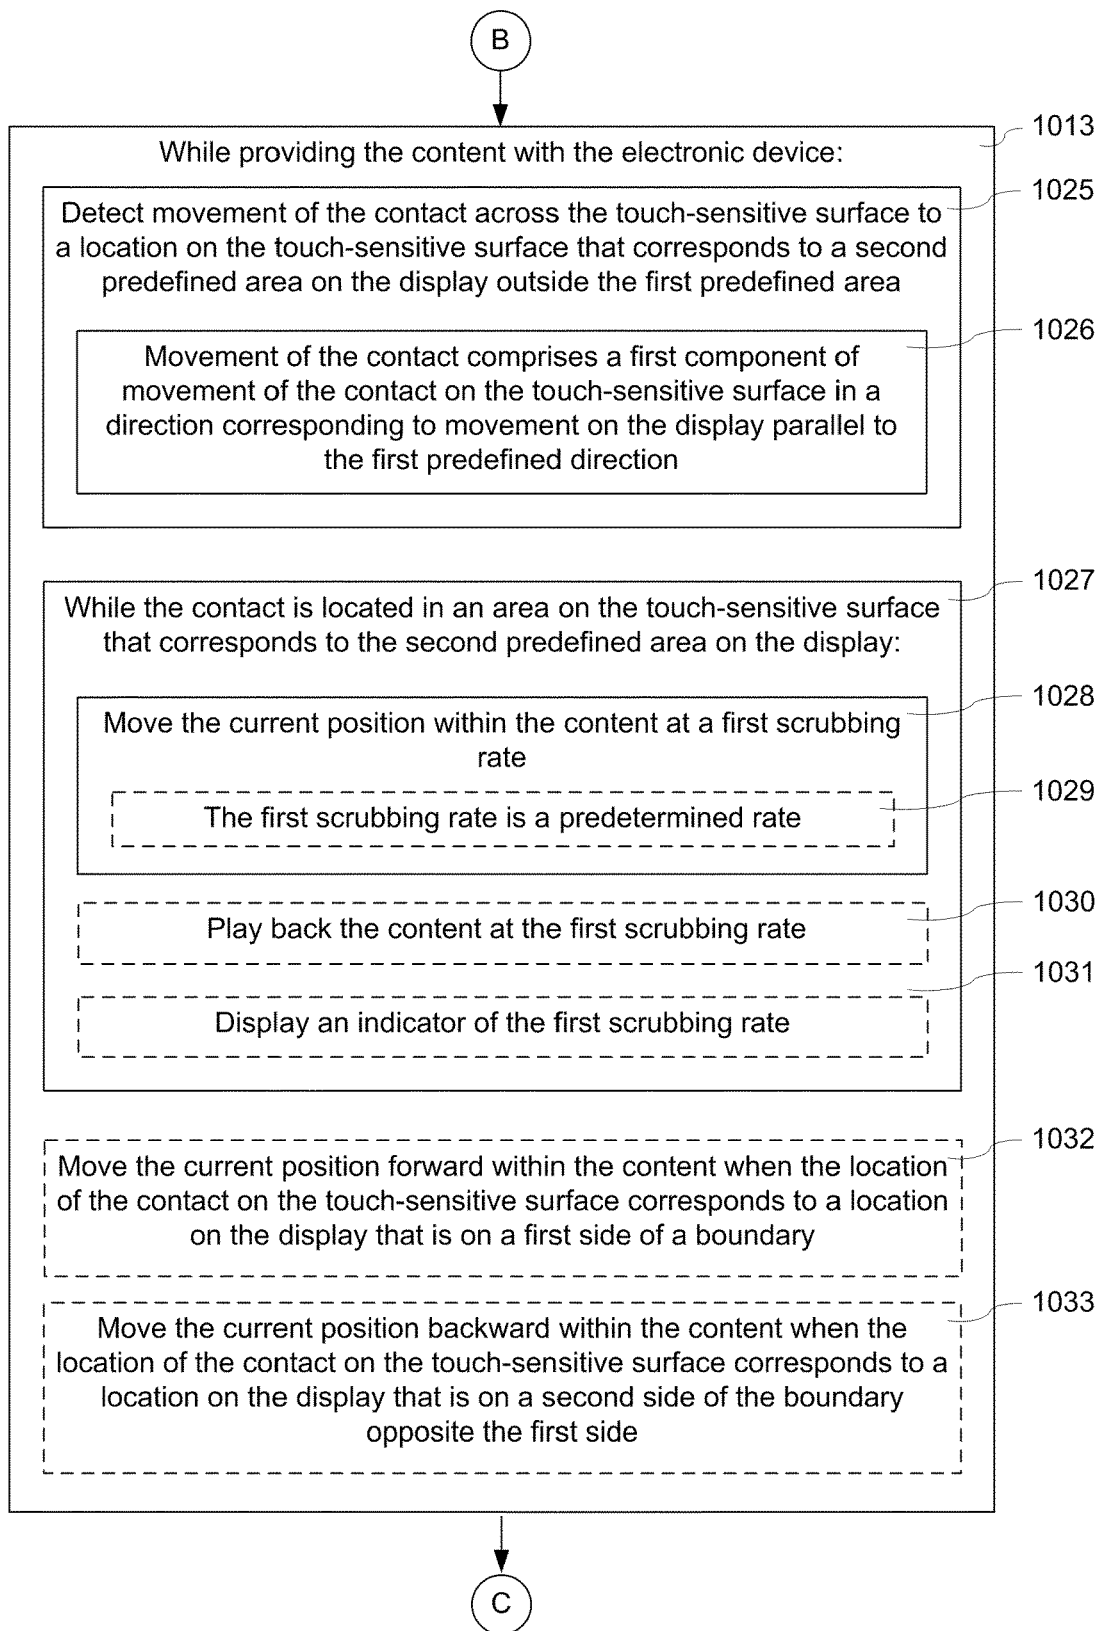 B
1013
While providing the content with the electronic device:
1025
Detect movement of the contact across the touch-sensitive surface to
a location on the touch-sensitive surface that corresponds to a second
predefined area on the display outside the first predefined area
1026
Movement of the contact comprises a first component of
movement of the contact on the touch-sensitive surface in a
direction corresponding to movement on the display parallel to
the first predefined direction
1027
While the contact is located in an area on the touch-sensitive surface
that corresponds to the second predefined area on the display:
1028
Move the current position within the content at a first scrubbing
rate
1029
The first scrubbing rate is a predetermined rate
1030
Play back the content at the first scrubbing rate
1031
Display an indicator of the first scrubbing rate
1032
Move the current position forward within the content when the location
of the contact on the touch-sensitive surface corresponds to a location
on the display that is on a first side of a boundary
1033
Move the current position backward within the content when the
location of the contact on the touch-sensitive surface corresponds to a
location on the display that is on a second side of the boundary
opposite the first side
C